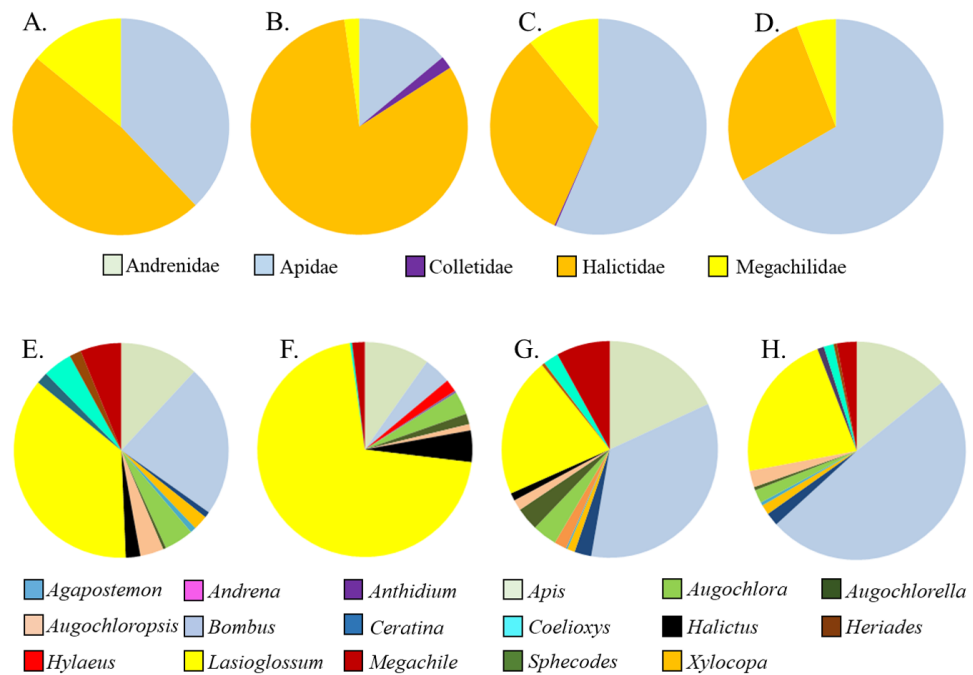 A. B. C. D.
Andrenidae Apidae Colletidae Halictidae Megachilidae
E. F. G. H.
Agapostemon Andrena Anthidium Apis Augochlora Augochlorella
Augochloropsis Bombus Ceratina Coelioxys Halictus Heriades
Hylaeus Lasioglossum Megachile Sphecodes Xylocopa